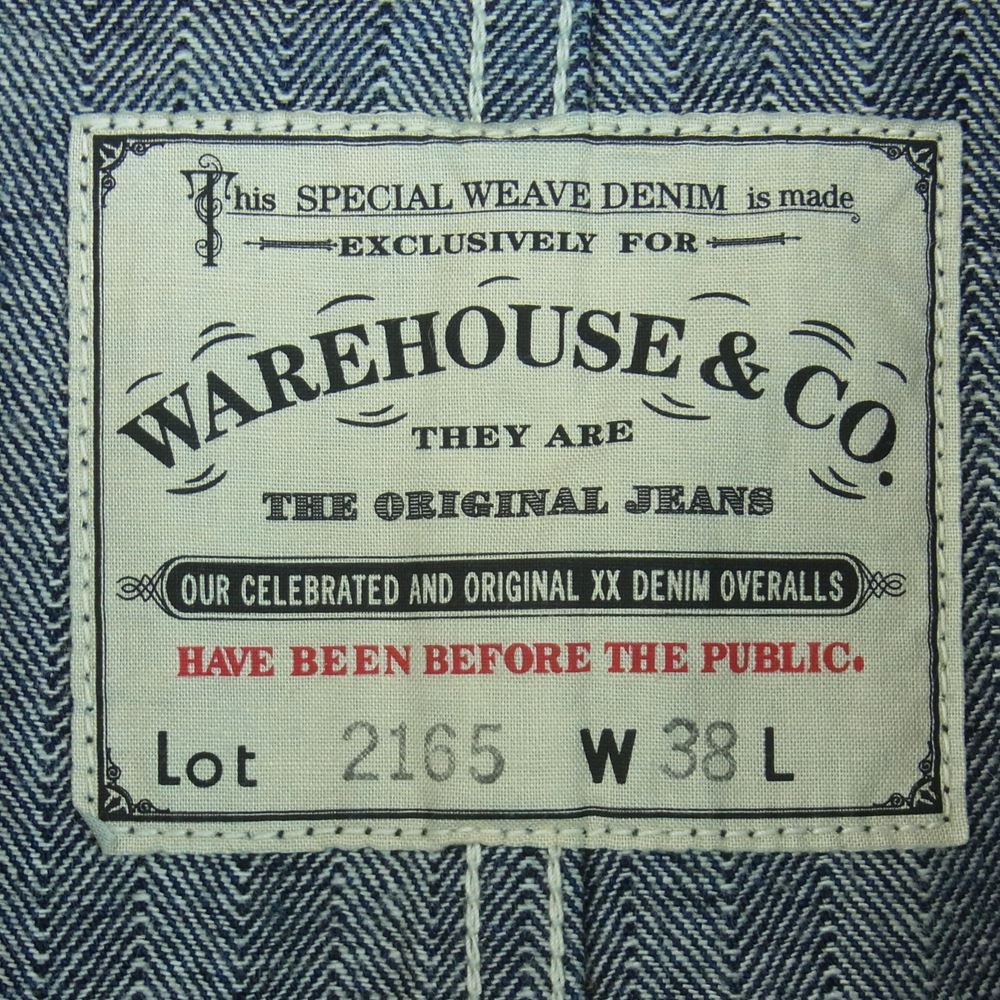 This SPECIAL WEAVE DENIM is made
EXCLUSIVELY FOR
WAREHOUSE & CO.
THEY ARE
THE ORIGINAL JEANS
OUR CELEBRATED AND ORIGINAL XX DENIM OVERALLS
HAVE BEEN BEFORE THE PUBLIC.
Lot 2165 W 38 L